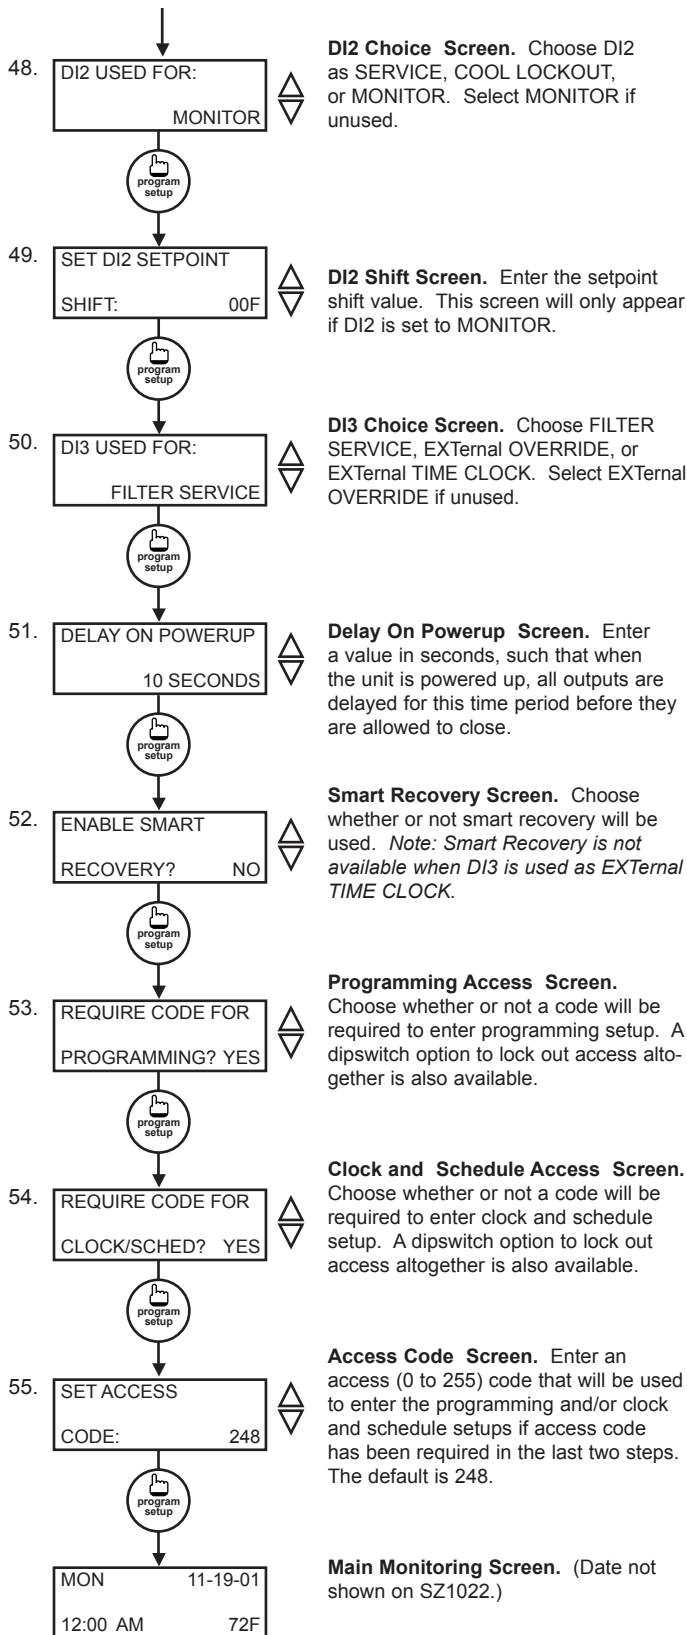 48.
DI2 USED FOR:
MONITOR
DI2 Choice Screen. Choose DI2
as SERVICE, COOL LOCKOUT,
or MONITOR. Select MONITOR if
unused.
program
setup
49.
SET DI2 SETPOINT
SHIFT: 00F
DI2 Shift Screen. Enter the setpoint
shift value. This screen will only appear
if DI2 is set to MONITOR.
program
setup
50.
DI3 USED FOR:
FILTER SERVICE
DI3 Choice Screen. Choose FILTER
SERVICE, EXTernal OVERRIDE, or
EXTernal TIME CLOCK. Select EXTernal
OVERRIDE if unused.
program
setup
51.
DELAY ON POWERUP
10 SECONDS
Delay On Powerup Screen. Enter
a value in seconds, such that when
the unit is powered up, all outputs are
delayed for this time period before they
are allowed to close.
program
setup
52.
ENABLE SMART
RECOVERY? NO
Smart Recovery Screen. Choose
whether or not smart recovery will be
used. Note: Smart Recovery is not
available when DI3 is used as EXTernal
TIME CLOCK.
program
setup
53.
REQUIRE CODE FOR
PROGRAMMING? YES
Programming Access Screen.
Choose whether or not a code will be
required to enter programming setup. A
dipswitch option to lock out access alto-
gether is also available.
program
setup
54.
REQUIRE CODE FOR
CLOCK/SCHED? YES
Clock and Schedule Access Screen.
Choose whether or not a code will be
required to enter clock and schedule
setup. A dipswitch option to lock out
access altogether is also available.
program
setup
55.
SET ACCESS
CODE: 248
Access Code Screen. Enter an
access (0 to 255) code that will be used
to enter the programming and/or clock
and schedule setups if access code
has been required in the last two steps.
The default is 248.
program
setup
MON 11-19-01
12:00 AM 72F
Main Monitoring Screen. (Date not
shown on SZ1022.)